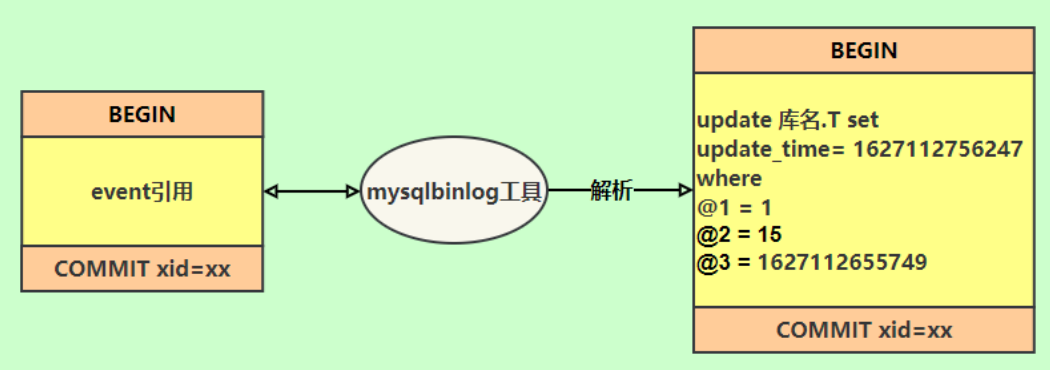 BEGIN
event引用
COMMIT xid=xx
mysqlbinlog工具
解析
BEGIN
update 库名.T set
update_time= 1627112756247
where
@1 = 1
@2 = 15
@3 = 1627112655749
COMMIT xid=xx